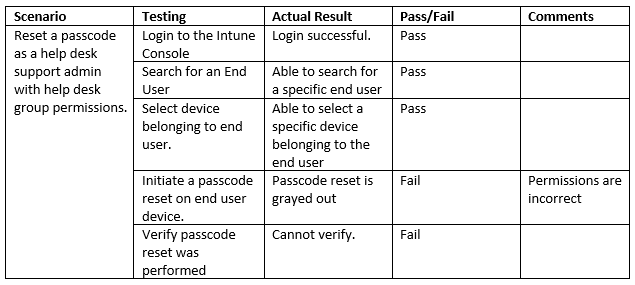 Scenario Testing Actual Result Pass/Fail Comments
Reset a passcode
as a help desk
support admin
with help desk
group permissions.
Login to the Intune
Console
Login successful.
Pass
Search for an End
User
Able to search for
a specific end user
Pass
Select device
belonging to end
user.
Able to select a
specific device
belonging to the
end user
Pass
Initiate a passcode
reset on end user
device.
Passcode reset is
grayed out
Fail
Permissions are
incorrect
Verify passcode
reset was
performed
Cannot verify.
Fail